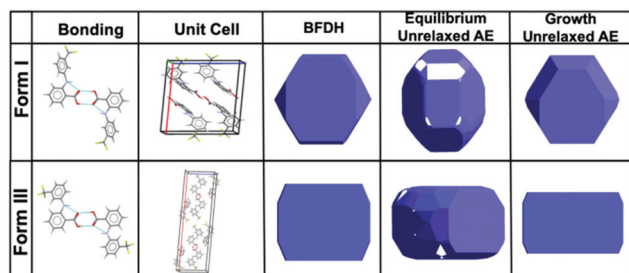 Bonding
Unit Cell
BFDH
Equilibrium
Unrelaxed AE
Growth
Unrelaxed AE
Form I
Form III